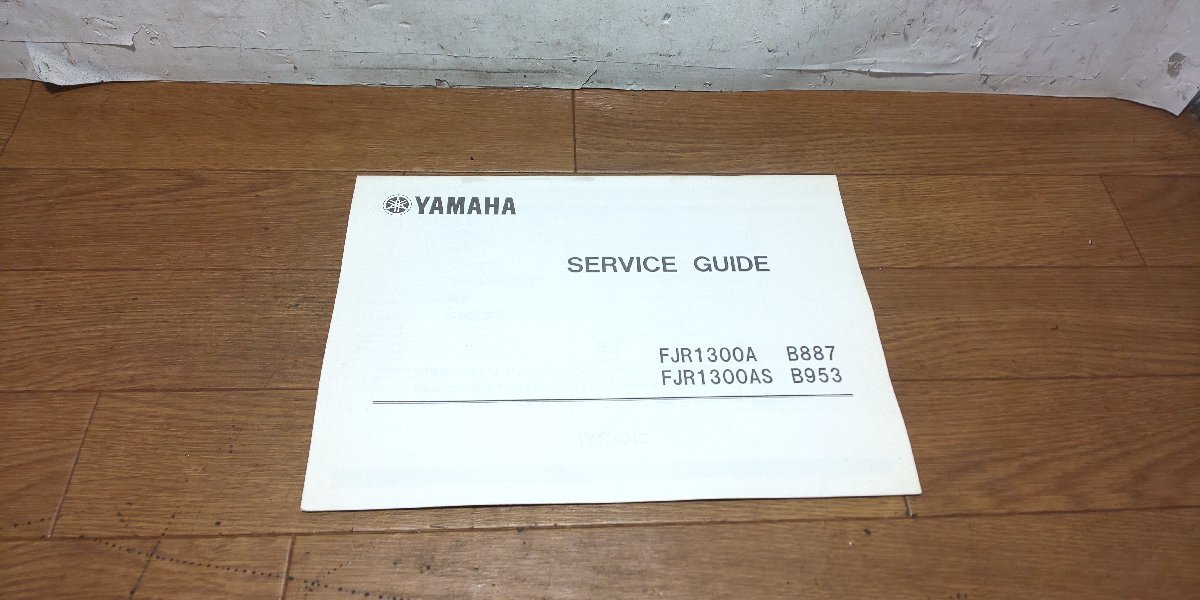 YAMAHA
SERVICE GUIDE
FJR1300A B887
FJR1300AS B953